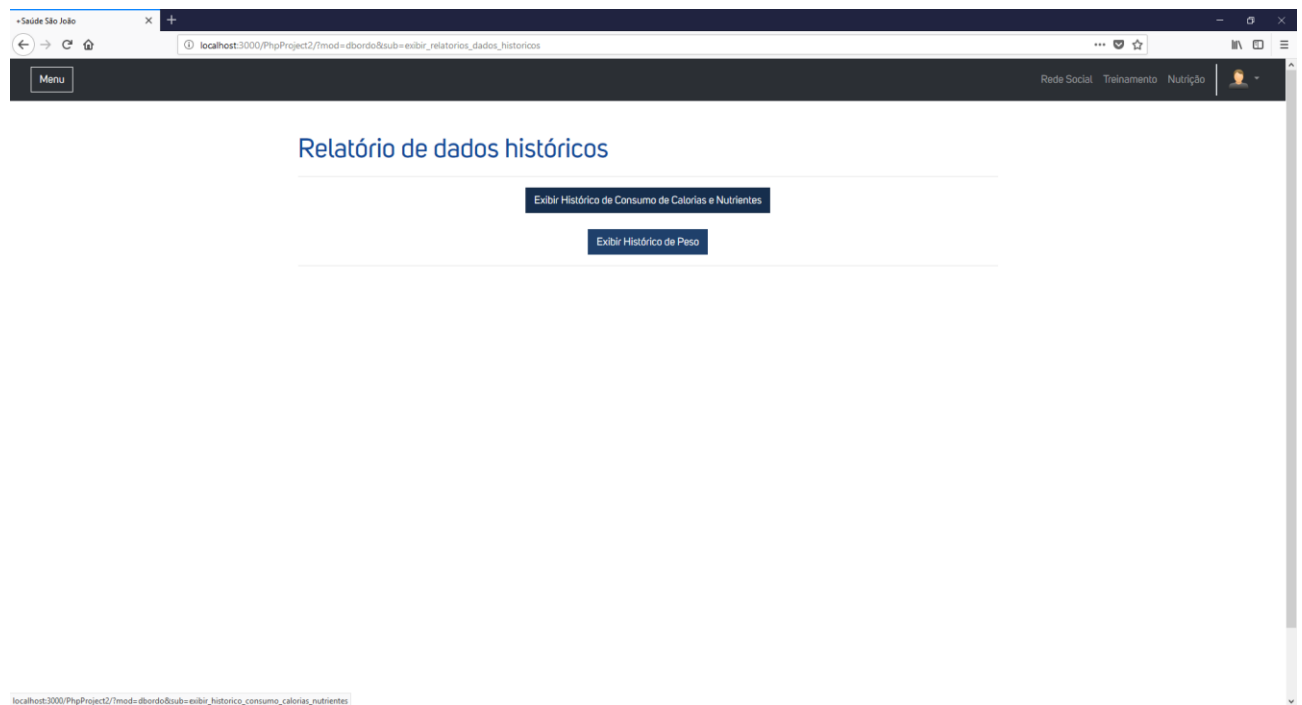 +Saúde São João
localhost:3000/PhpProject2/?mod=dbordo&sub=exibir_relatorios_dados_historicos
Menu
Rede Social Treinamento Nutrição
Relatório de dados históricos
Exibir Histórico de Consumo de Calorias e Nutrientes
Exibir Histórico de Peso
localhost:3000/PhpProject2/?mod=dbordo&sub=exibir_historico_consumo_calorias_nutrientes